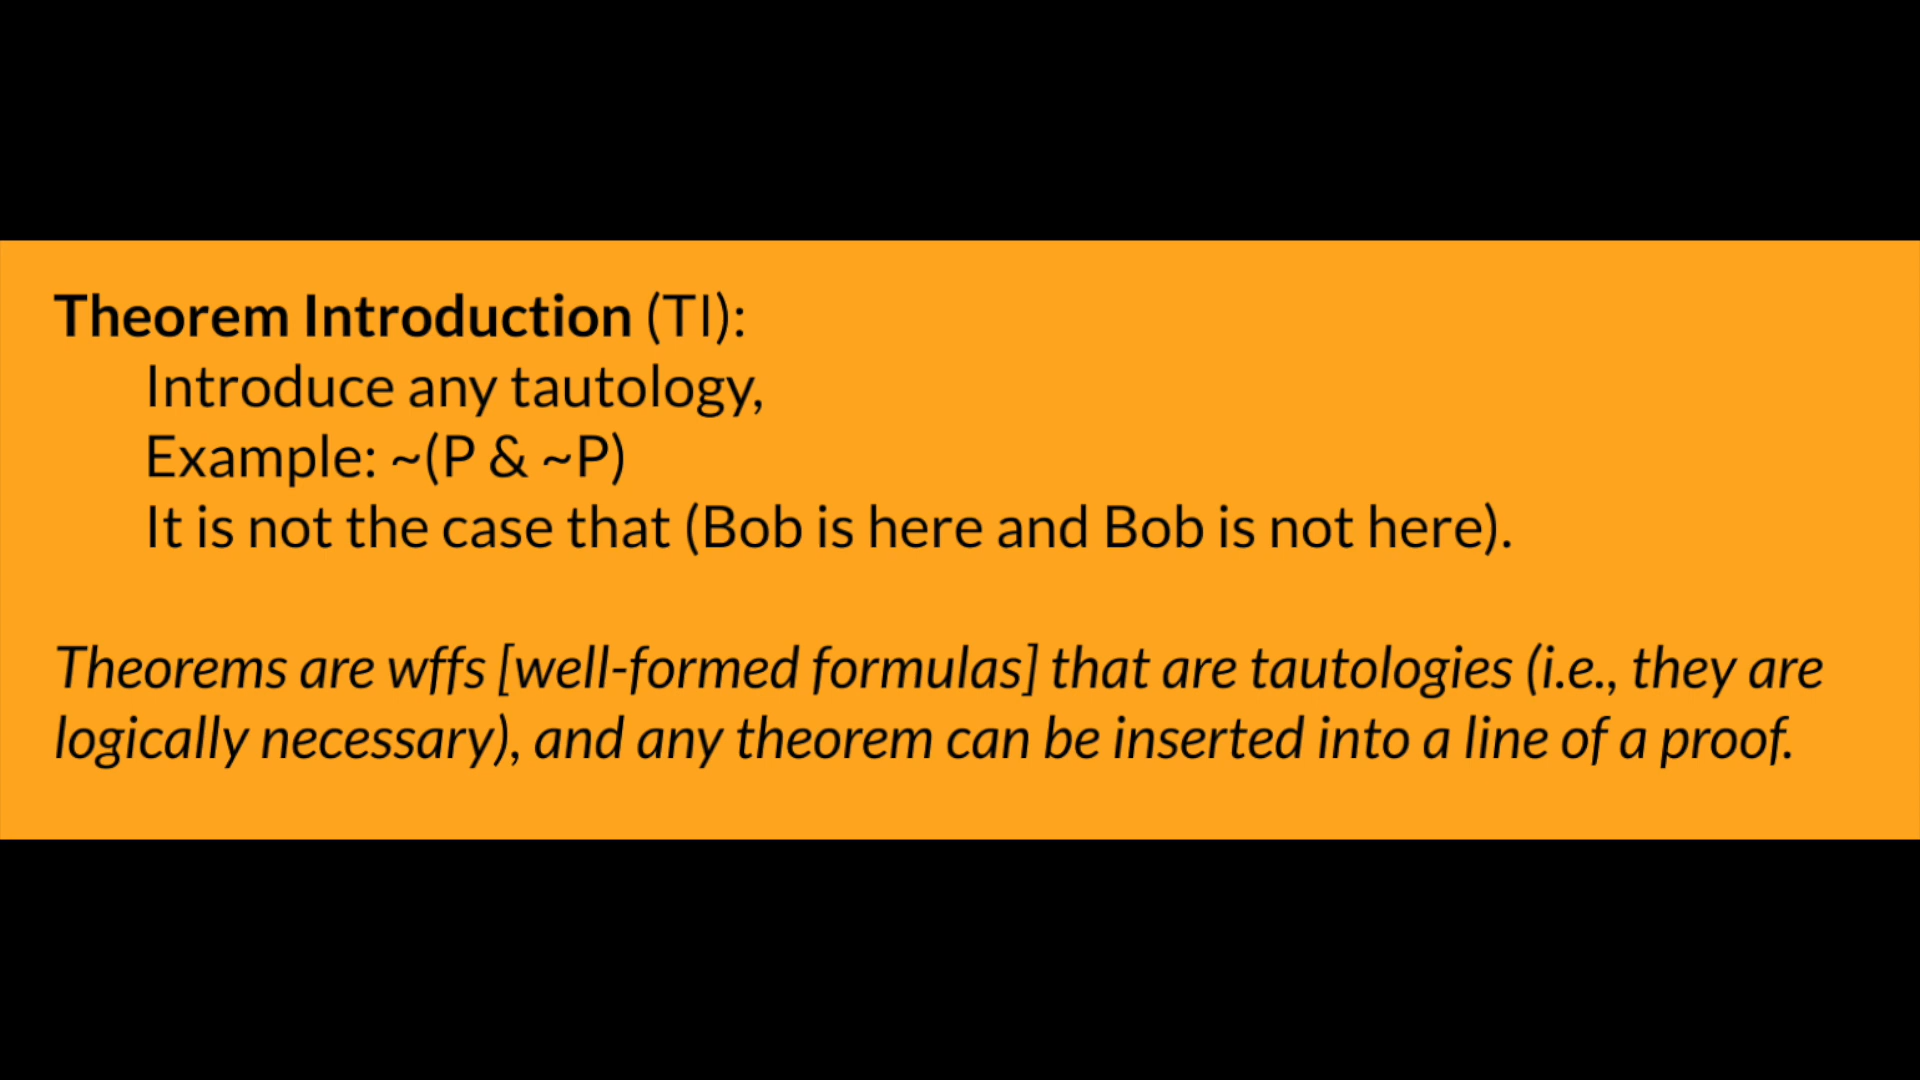 Theorem Introduction (TI):
Introduce any tautology,
Example: ~(P & ~P)
It is not the case that (Bob is here and Bob is not here).
Theorems are wffs [well-formed formulas] that are tautologies (i.e., they are
logically necessary), and any theorem can be inserted into a line of a proof.